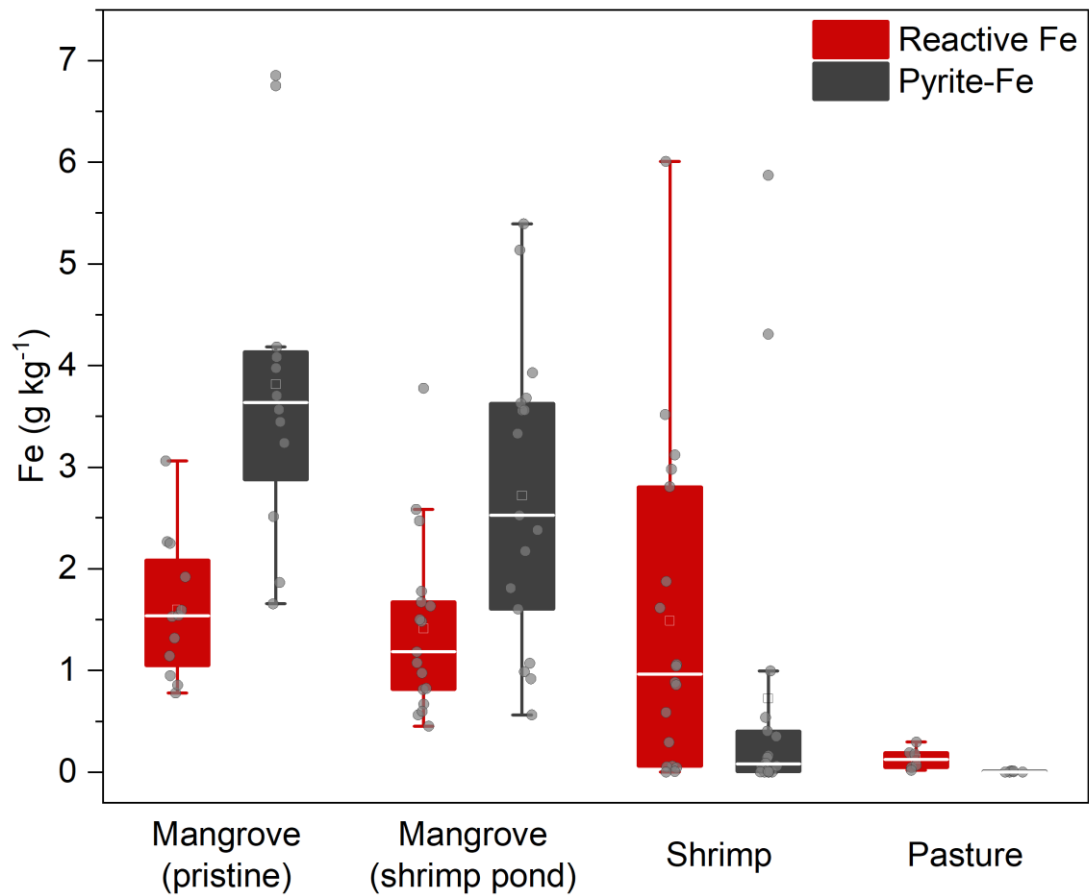 Reactive Fe
Pyrite-Fe
Fe (g kg⁻¹)
7
6
5
4
3
2
1
0
Mangrove
(pristine)
Mangrove
(shrimp pond)
Shrimp
Pasture